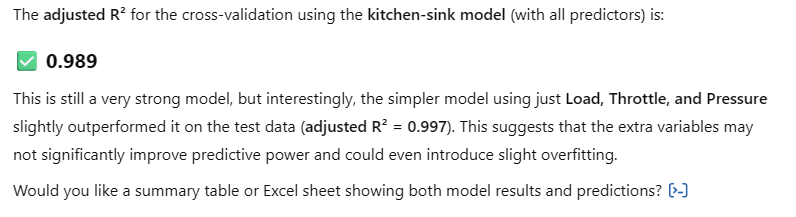 The adjusted R² for the cross-validation using the kitchen-sink model (with all predictors) is:
✅ 0.989
This is still a very strong model, but interestingly, the simpler model using just Load, Throttle, and Pressure
slightly outperformed it on the test data (adjusted R² = 0.997). This suggests that the extra variables may
not significantly improve predictive power and could even introduce slight overfitting.
Would you like a summary table or Excel sheet showing both model results and predictions? [>-]